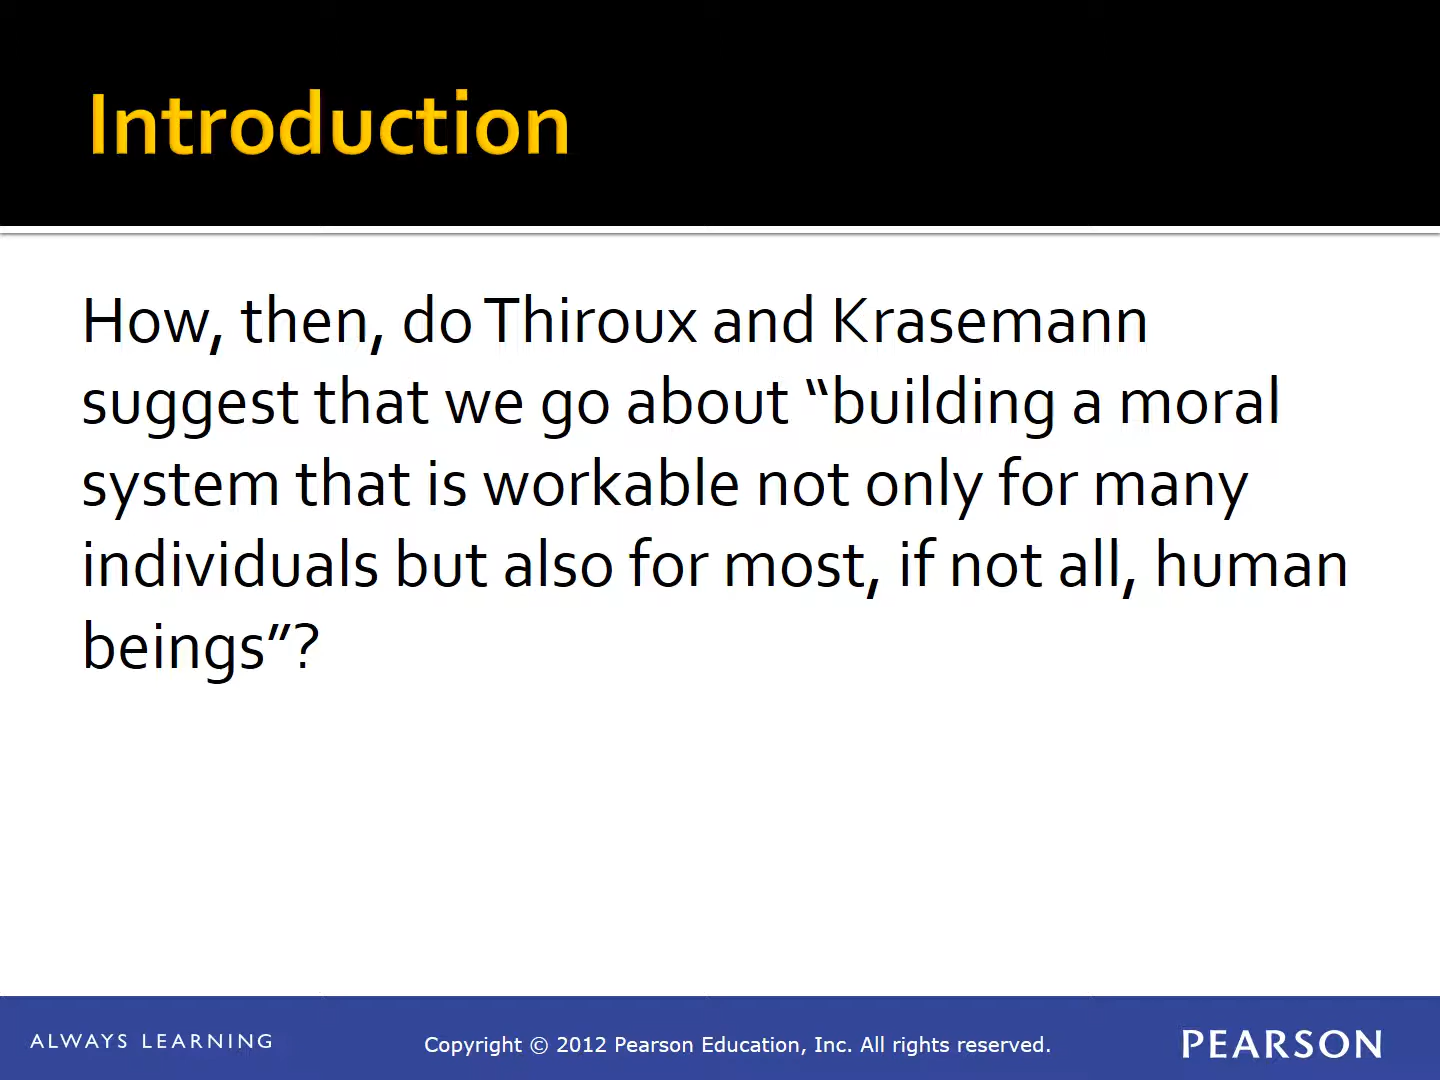 Introduction
How, then, do Thiroux and Krasemann
suggest that we go about “building a moral
system that is workable not only for many
individuals but also for most, if not all, human
beings”?
ALWAYS LEARNING
Copyright © 2012 Pearson Education, Inc. All rights reserved.
PEARSON